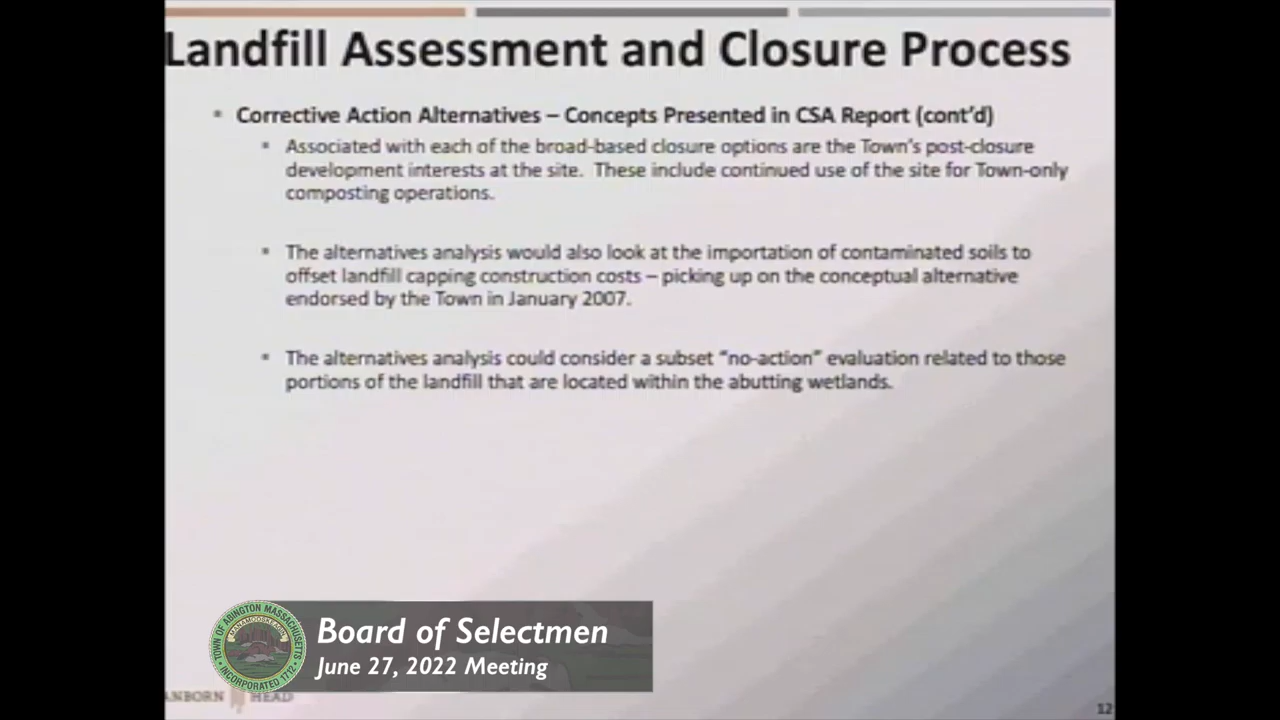 Landfill Assessment and Closure Process
Corrective Action Alternatives – Concepts Presented in CSA Report (cont'd)
Associated with each of the broad-based closure options are the Town's post-closure
development interests at the site. These include continued use of the site for Town-only
composting operations.
The alternatives analysis would also look at the importation of contaminated soils to
offset landfill capping construction costs – picking up on the conceptual alternative
endorsed by the Town in January 2007.
The alternatives analysis could consider a subset “no-action” evaluation related to those
portions of the landfill that are located within the abutting wetlands.
TOWN OF ABINGTON MASSACHUSETTS
INCORPORATED 1712
Board of Selectmen
June 27, 2022 Meeting
ANBORN HEAD
12